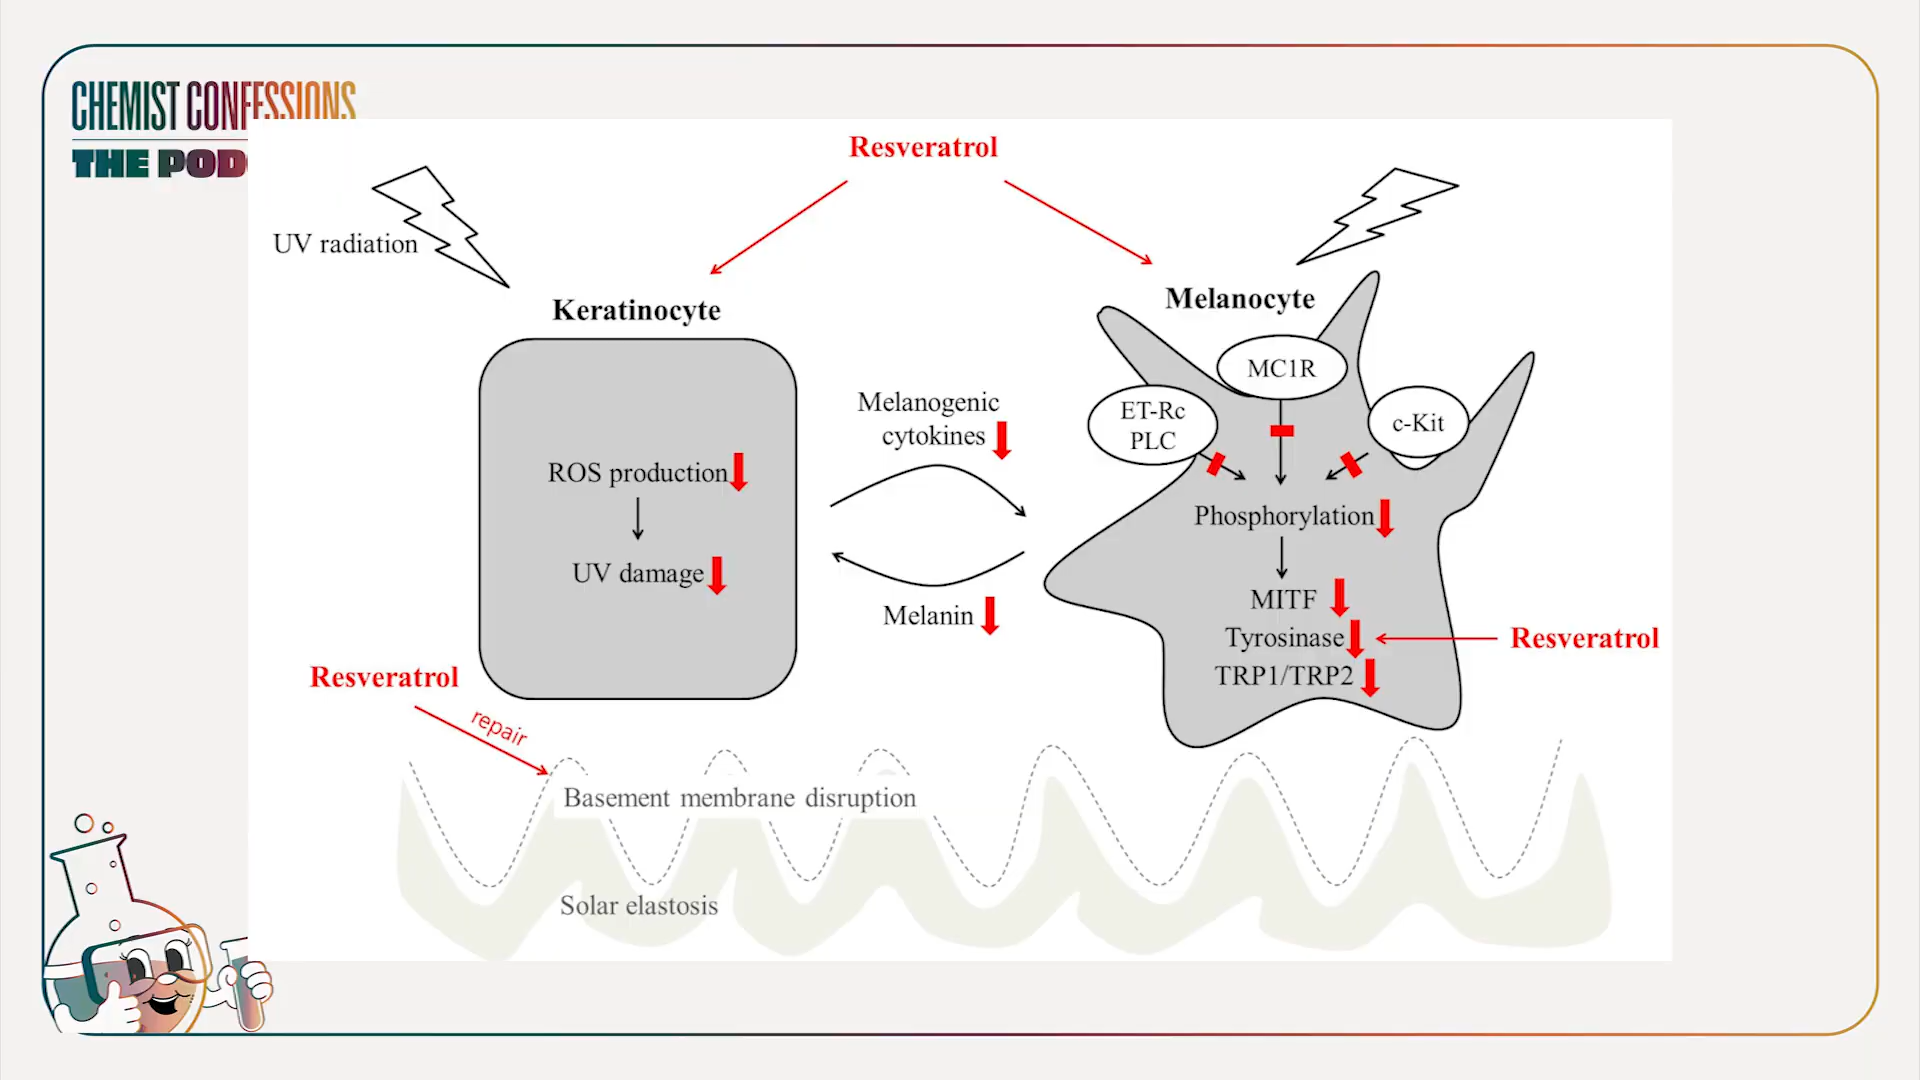 CHEMIST CONFESSIONS
THE POD
Resveratrol
UV radiation
Keratinocyte
Melanocyte
MC1R
Melanogenic
cytokines
ET-Rc
PLC
c-Kit
ROS production
Phosphorylation
UV damage
MITF
Melanin
Tyrosinase
Resveratrol
TRP1/TRP2
Resveratrol
repair
Basement membrane disruption
Solar elastosis